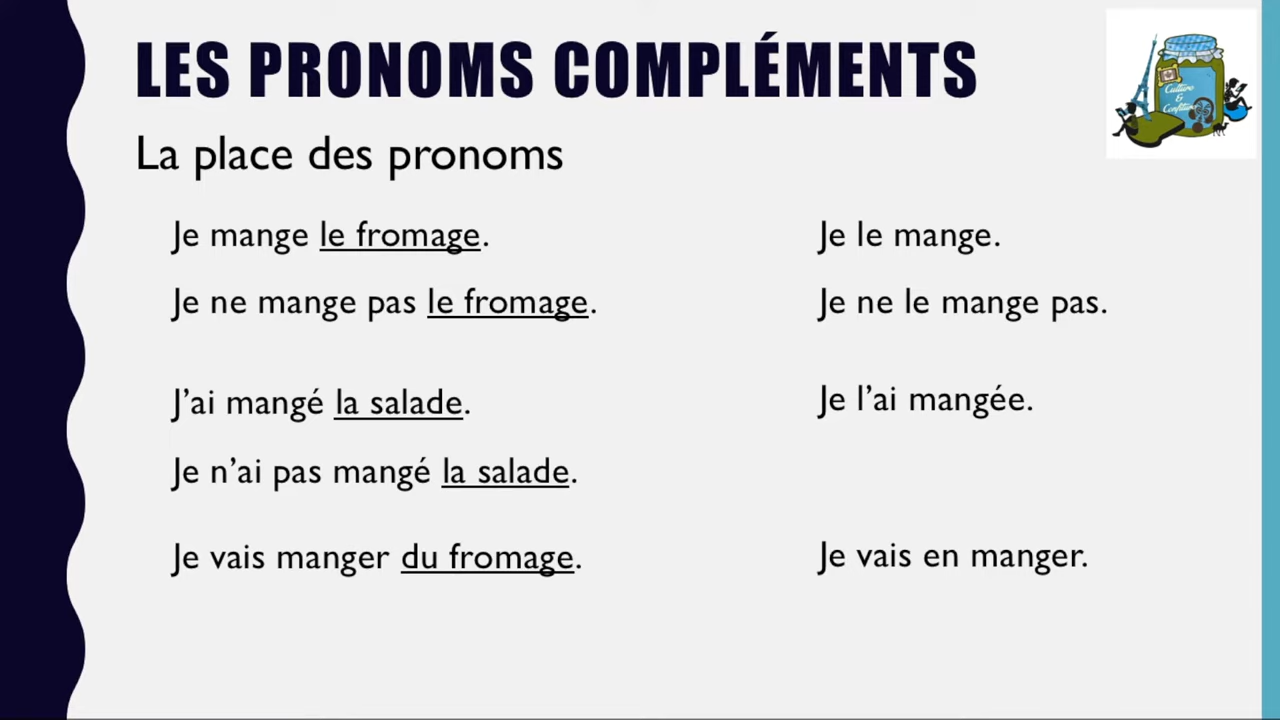 LES PRONOMS COMPLÉMENTS
Culture
&
Confiture
La place des pronoms
Je mange le fromage.
Je le mange.
Je ne mange pas le fromage.
Je ne le mange pas.
J’ai mangé la salade.
Je l’ai mangée.
Je n’ai pas mangé la salade.
Je vais manger du fromage.
Je vais en manger.